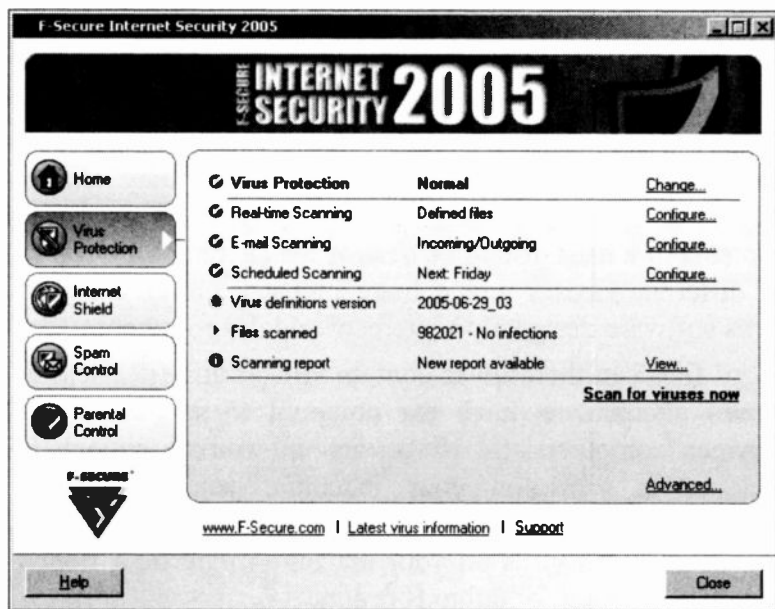 F-Secure Internet Security 2005
F-SECURE INTERNET SECURITY 2005
Home
Virus Protection
Internet Shield
Spam Control
Parental Control
F-SECURE
Virus Protection Normal Change...
Real-time Scanning Defined files Configure...
E-mail Scanning Incoming/Outgoing Configure...
Scheduled Scanning Next: Friday Configure...
Virus definitions version 2005-06-29_03
Files scanned 982021 - No infections
Scanning report New report available View...
Scan for viruses now
Advanced...
www.F-Secure.com | Latest virus information | Support
Help
Close